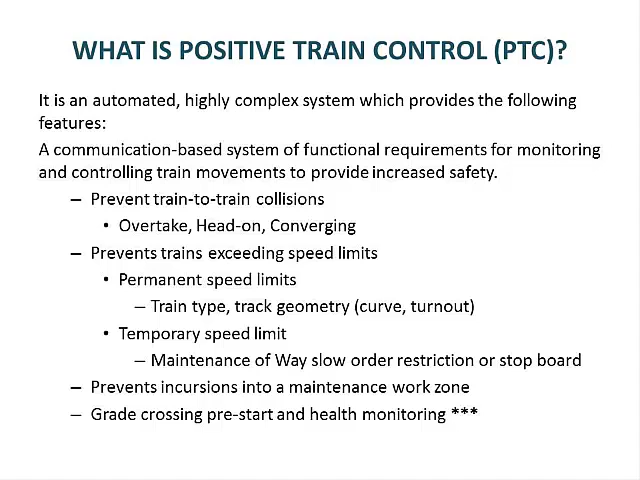 WHAT IS POSITIVE TRAIN CONTROL (PTC)?
It is an automated, highly complex system which provides the following
features:
A communication-based system of functional requirements for monitoring
and controlling train movements to provide increased safety.
– Prevent train-to-train collisions
• Overtake, Head-on, Converging
– Prevents trains exceeding speed limits
• Permanent speed limits
– Train type, track geometry (curve, turnout)
• Temporary speed limit
– Maintenance of Way slow order restriction or stop board
– Prevents incursions into a maintenance work zone
– Grade crossing pre-start and health monitoring ***